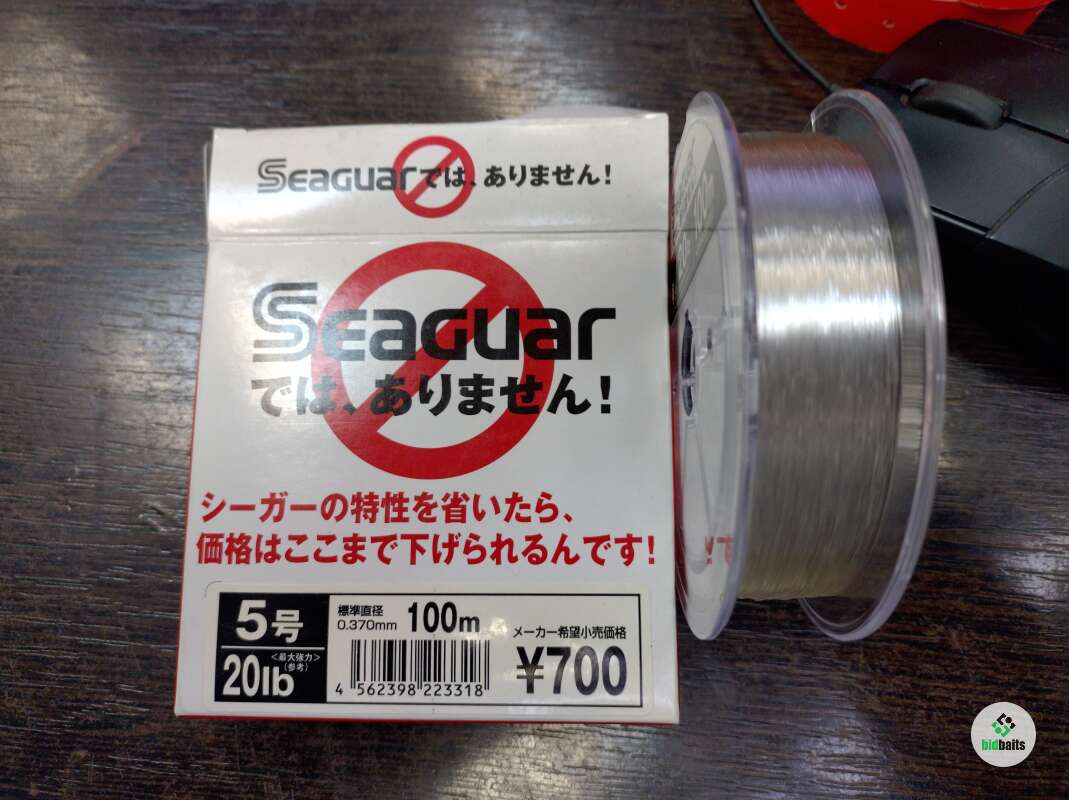 Seaguarでは、ありません!
Seaguar
では、ありません!
シーガーの特性を省いたら、
価格はここまで下げられるんです!
5号
標準直径
0.370mm
100m
メーカー希望小売価格
20lb
<最大強力>
(参考)
4 562398 223318
¥700
bidbaits